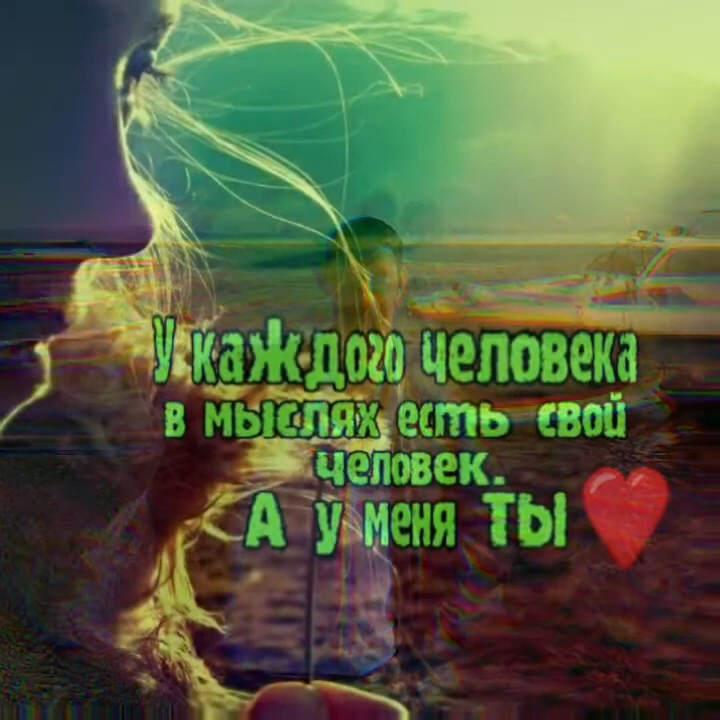 У каждого человека
в мыслях есть свой
человек.
А у меня ТЫ